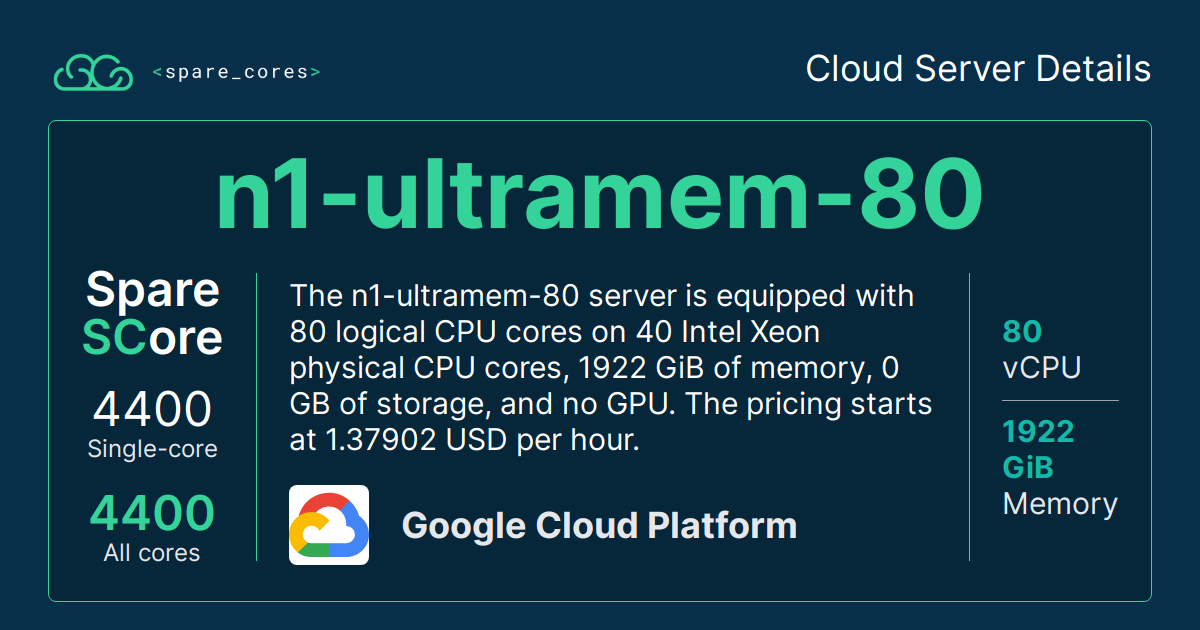 <spare_cores>
Cloud Server Details
n1-ultramem-80
Spare
SCore
4400
Single-core
4400
All cores
The n1-ultramem-80 server is equipped with
80 logical CPU cores on 40 Intel Xeon
physical CPU cores, 1922 GiB of memory, 0
GB of storage, and no GPU. The pricing starts
at 1.37902 USD per hour.
Google Cloud Platform
80
vCPU
1922
GiB
Memory